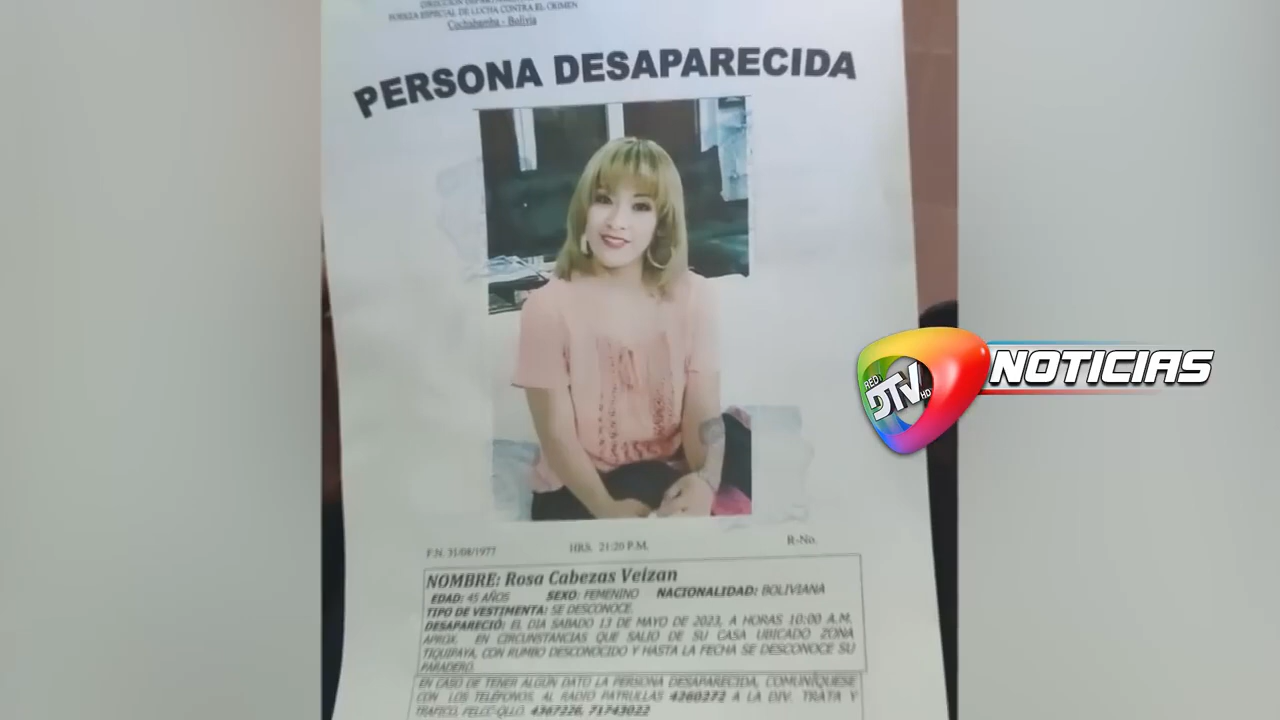 FUERZA ESPECIAL DE LUCHA CONTRA EL CRIMEN
Cochabamba - Bolivia
PERSONA DESAPARECIDA
RED
DTV
HD
NOTICIAS
F.N. 31/08/1977 HRS. 21:20 P.M. R-No.
NOMBRE: Rosa Cabezas Veizan
EDAD: 45 AÑOS SEXO: FEMENINO NACIONALIDAD: BOLIVIANA
TIPO DE VESTIMENTA: SE DESCONOCE.
DESAPARECIÓ: EL DIA SABADO 13 DE MAYO DE 2023, A HORAS 10:00 A.M.
APROX. EN CIRCUNSTANCIAS QUE SALIO DE SU CASA UBICADO ZONA
TIQUIPAYA, CON RUMBO DESCONOCIDO Y HASTA LA FECHA SE DESCONOCE SU
PARADERO.
EN CASO DE TENER ALGÚN DATO LA PERSONA DESAPARECIDA, COMUNÍQUESE
CON LOS TELÉFONOS, AL RADIO PATRULLAS 4260272 A LA DIV. TRATA Y
TRAFICO, FELCC-QLLO. 4367226, 71743022